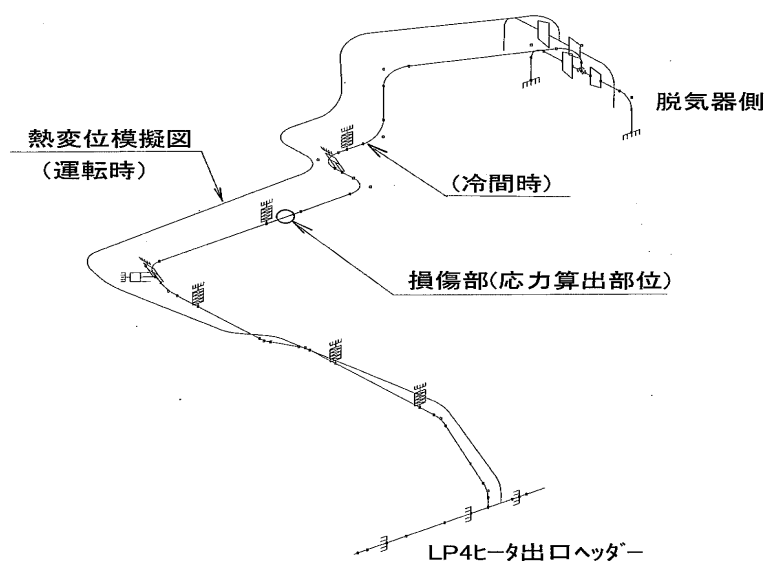 脱気器側
熱変位模擬図
(運転時)
(冷間時)
損傷部(応力算出部位)
LP4ヒータ出口ヘッダー